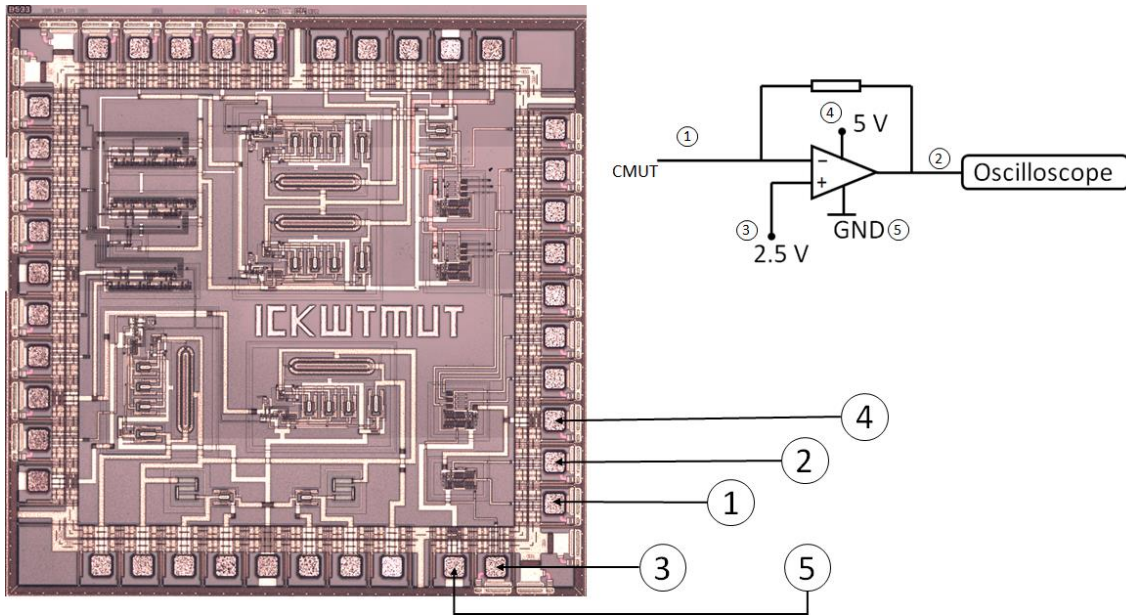 ICKWTMUT
4
2
1
3
5
①
CMUT
③
2.5 V
④
5 V
−
+
GND ⑤
②
Oscilloscope